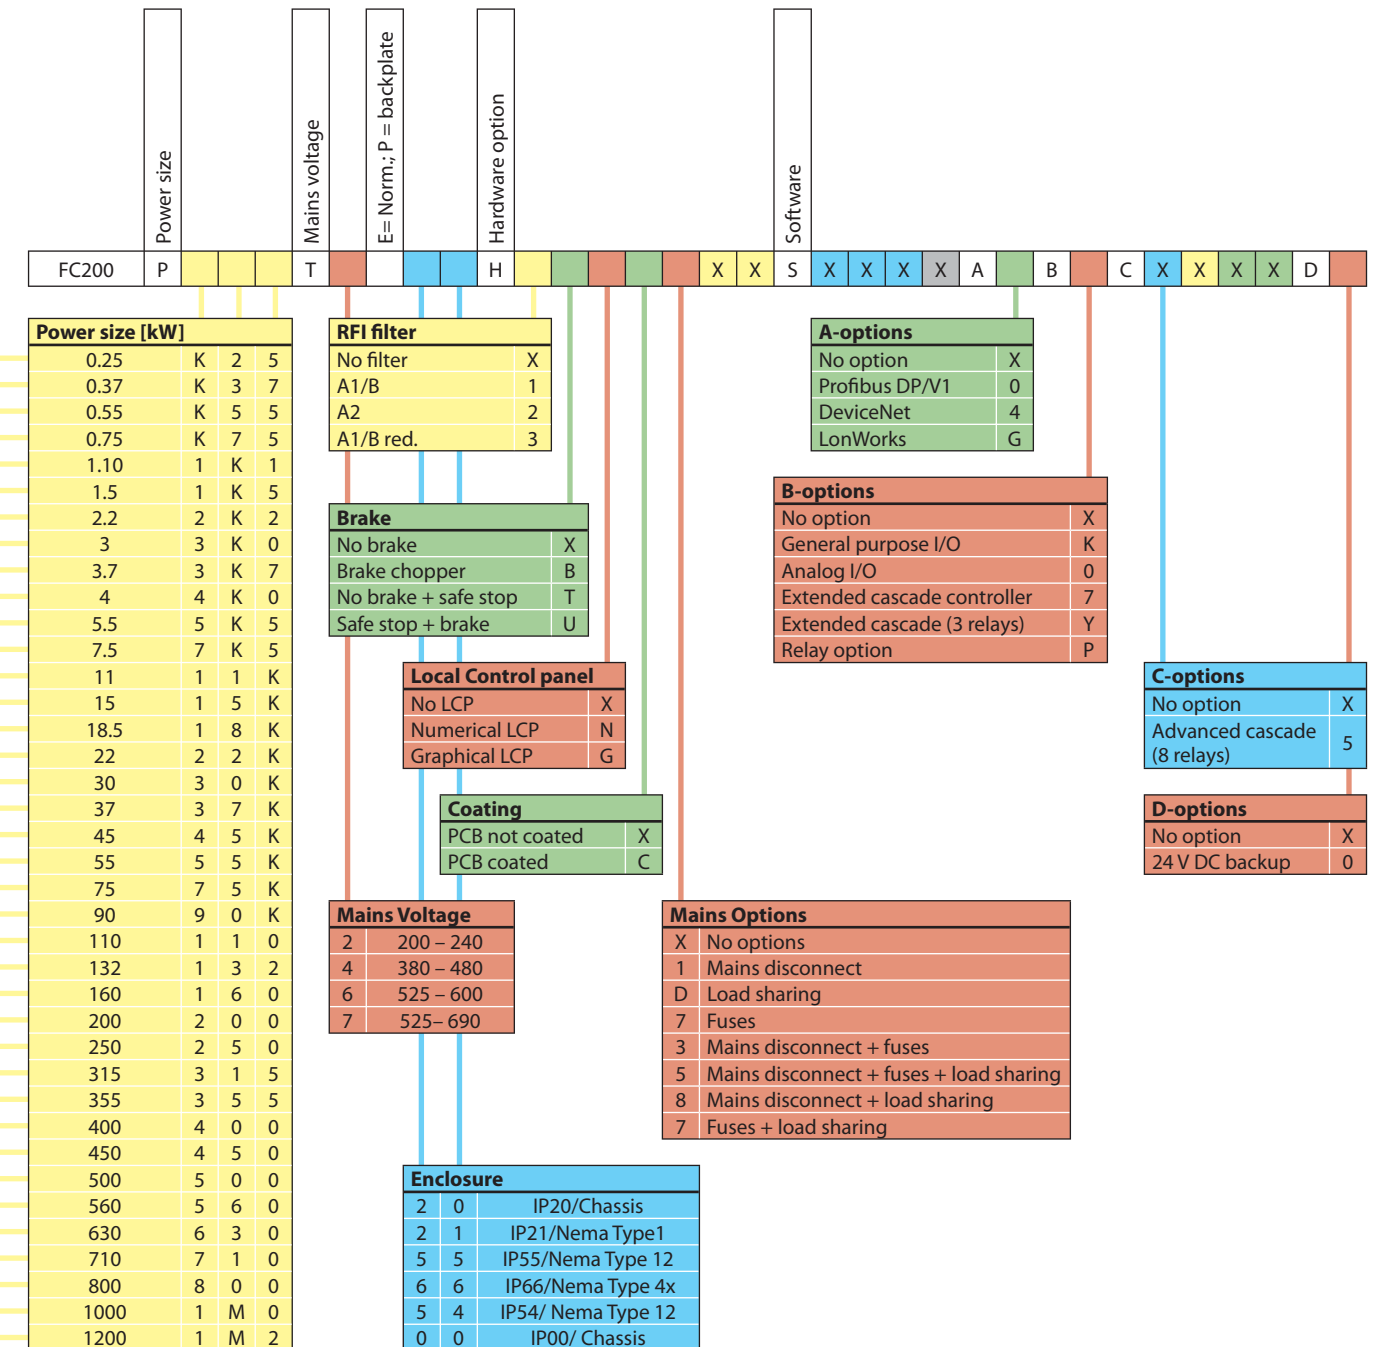 Power size
Mains voltage
E= Norm.; P = backplate
Hardware option
Software
FC200 P T H X X S X X X X A B C X X X X D
Power size [kW]
0.25 K 2 5
0.37 K 3 7
0.55 K 5 5
0.75 K 7 5
1.10 1 K 1
1.5 1 K 5
2.2 2 K 2
3 3 K 0
3.7 3 K 7
4 4 K 0
5.5 5 K 5
7.5 7 K 5
11 1 1 K
15 1 5 K
18.5 1 8 K
22 2 2 K
30 3 0 K
37 3 7 K
45 4 5 K
55 5 5 K
75 7 5 K
90 9 0 K
110 1 1 0
132 1 3 2
160 1 6 0
200 2 0 0
250 2 5 0
315 3 1 5
355 3 5 5
400 4 0 0
450 4 5 0
500 5 0 0
560 5 6 0
630 6 3 0
710 7 1 0
800 8 0 0
1000 1 M 0
1200 1 M 2
RFI filter
No filter X
A1/B 1
A2 2
A1/B red. 3
Brake
No brake X
Brake chopper B
No brake + safe stop T
Safe stop + brake U
Local Control panel
No LCP X
Numerical LCP N
Graphical LCP G
Coating
PCB not coated X
PCB coated C
Mains Voltage
2 200 – 240
4 380 – 480
6 525 – 600
7 525– 690
Enclosure
2 0 IP20/Chassis
2 1 IP21/Nema Type1
5 5 IP55/Nema Type 12
6 6 IP66/Nema Type 4x
5 4 IP54/ Nema Type 12
0 0 IP00/ Chassis
Mains Options
X No options
1 Mains disconnect
D Load sharing
7 Fuses
3 Mains disconnect + fuses
5 Mains disconnect + fuses + load sharing
8 Mains disconnect + load sharing
7 Fuses + load sharing
A-options
No option X
Profibus DP/V1 0
DeviceNet 4
LonWorks G
B-options
No option X
General purpose I/O K
Analog I/O 0
Extended cascade controller 7
Extended cascade (3 relays) Y
Relay option P
C-options
No option X
Advanced cascade
(8 relays) 5
D-options
No option X
24 V DC backup 0